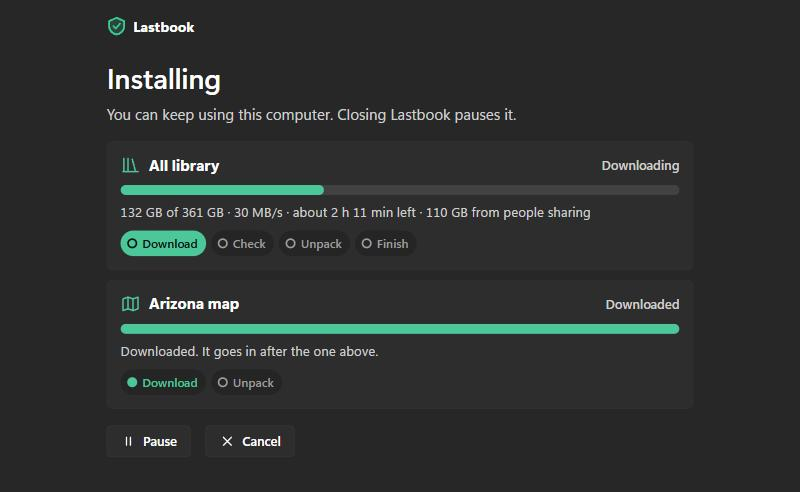 Lastbook
Installing
You can keep using this computer. Closing Lastbook pauses it.
All library
Downloading
132 GB of 361 GB · 30 MB/s · about 2 h 11 min left · 110 GB from people sharing
Download Check Unpack Finish
Arizona map
Downloaded
Downloaded. It goes in after the one above.
Download Unpack
Pause Cancel